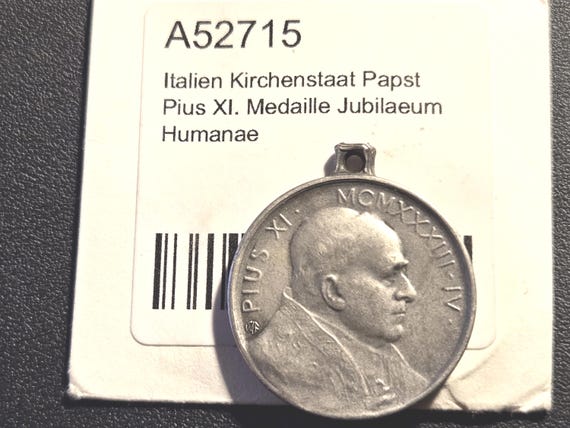 A52715
Italien Kirchenstaat Papst
Pius XI. Medaille Jubilaeum
Humanae
PIUS XI · MCMXXXIII-IV ·